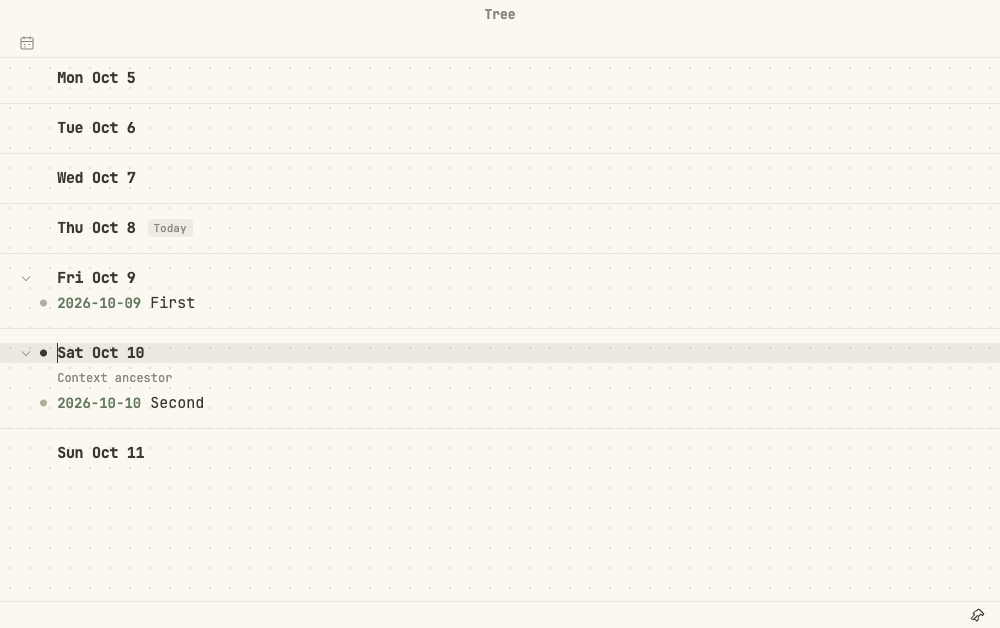 Tree
Mon Oct 5
Tue Oct 6
Wed Oct 7
Thu Oct 8 Today
Fri Oct 9
2026-10-09 First
Sat Oct 10
Context ancestor
2026-10-10 Second
Sun Oct 11